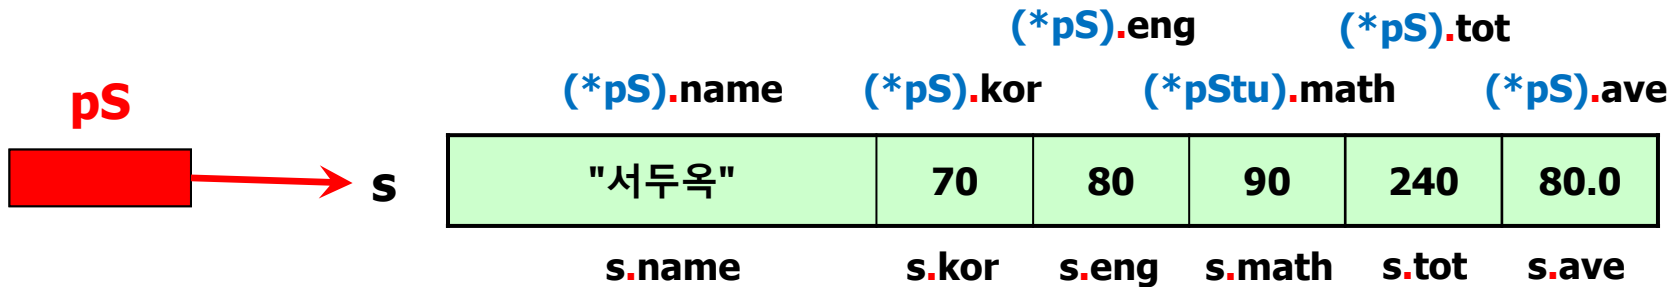 (*pS).eng (*pS).tot
(*pS).name (*pS).kor (*pStu).math (*pS).ave
pS
s "서두옥" 70 80 90 240 80.0
s.name s.kor s.eng s.math s.tot s.ave